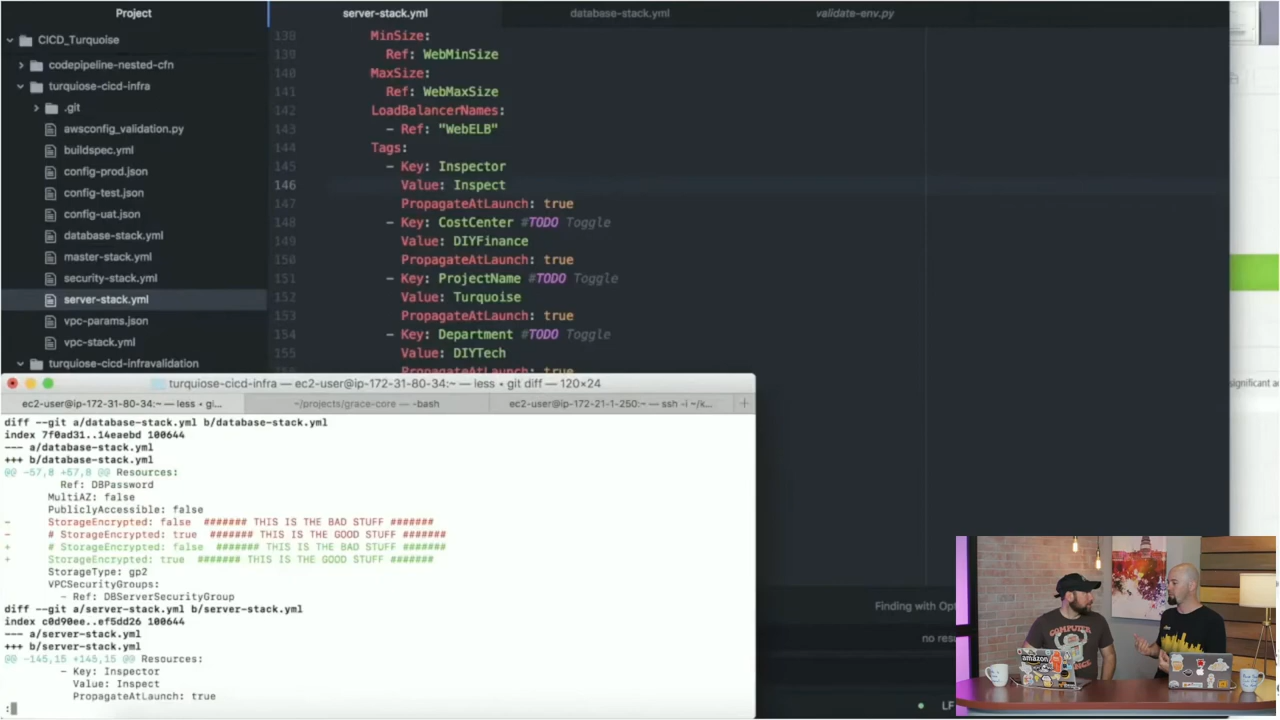 Project
CICD_Turquoise
codepipeline-nested-cfn
turquiose-cicd-infra
.git
awsconfig_validation.py
buildspec.yml
config-prod.json
config-test.json
config-uat.json
database-stack.yml
master-stack.yml
security-stack.yml
server-stack.yml
vpc-params.json
vpc-stack.yml
turquiose-cicd-infravalidation
server-stack.yml
database-stack.yml
validate-env.py
138 MinSize:
139 Ref: WebMinSize
140 MaxSize:
141 Ref: WebMaxSize
142 LoadBalancerNames:
143 - Ref: "WebELB"
144 Tags:
145 - Key: Inspector
146 Value: Inspect
147 PropagateAtLaunch: true
148 - Key: CostCenter #TODO Toggle
149 Value: DIYFinance
150 PropagateAtLaunch: true
151 - Key: ProjectName #TODO Toggle
152 Value: Turquoise
153 PropagateAtLaunch: true
154 - Key: Department #TODO Toggle
155 Value: DIYTech
PropagateAtLaunch: true
significant a
Finding with Opt
no res
LF
turquiose-cicd-infra — ec2-user@ip-172-31-80-34:~ — less • git diff — 120×24
ec2-user@ip-172-31-80-34:~ — less • gi...
~/projects/grace-core — -bash
ec2-user@ip-172-21-1-250:~ — ssh -i ~/k...
+
diff --git a/database-stack.yml b/database-stack.yml
index 7f0ad31..14eaebd 100644
--- a/database-stack.yml
+++ b/database-stack.yml
@@ -57,8 +57,8 @@ Resources:
Ref: DBPassword
MultiAZ: false
PubliclyAccessible: false
- StorageEncrypted: false ####### THIS IS THE BAD STUFF #######
- # StorageEncrypted: true ####### THIS IS THE GOOD STUFF #######
+ # StorageEncrypted: false ####### THIS IS THE BAD STUFF #######
+ StorageEncrypted: true ####### THIS IS THE GOOD STUFF #######
StorageType: gp2
VPCSecurityGroups:
- Ref: DBServerSecurityGroup
diff --git a/server-stack.yml b/server-stack.yml
index c0d90ee..ef5dd26 100644
--- a/server-stack.yml
+++ b/server-stack.yml
@@ -145,15 +145,15 @@ Resources:
- Key: Inspector
Value: Inspect
PropagateAtLaunch: true
:
COMPUTER
amazon